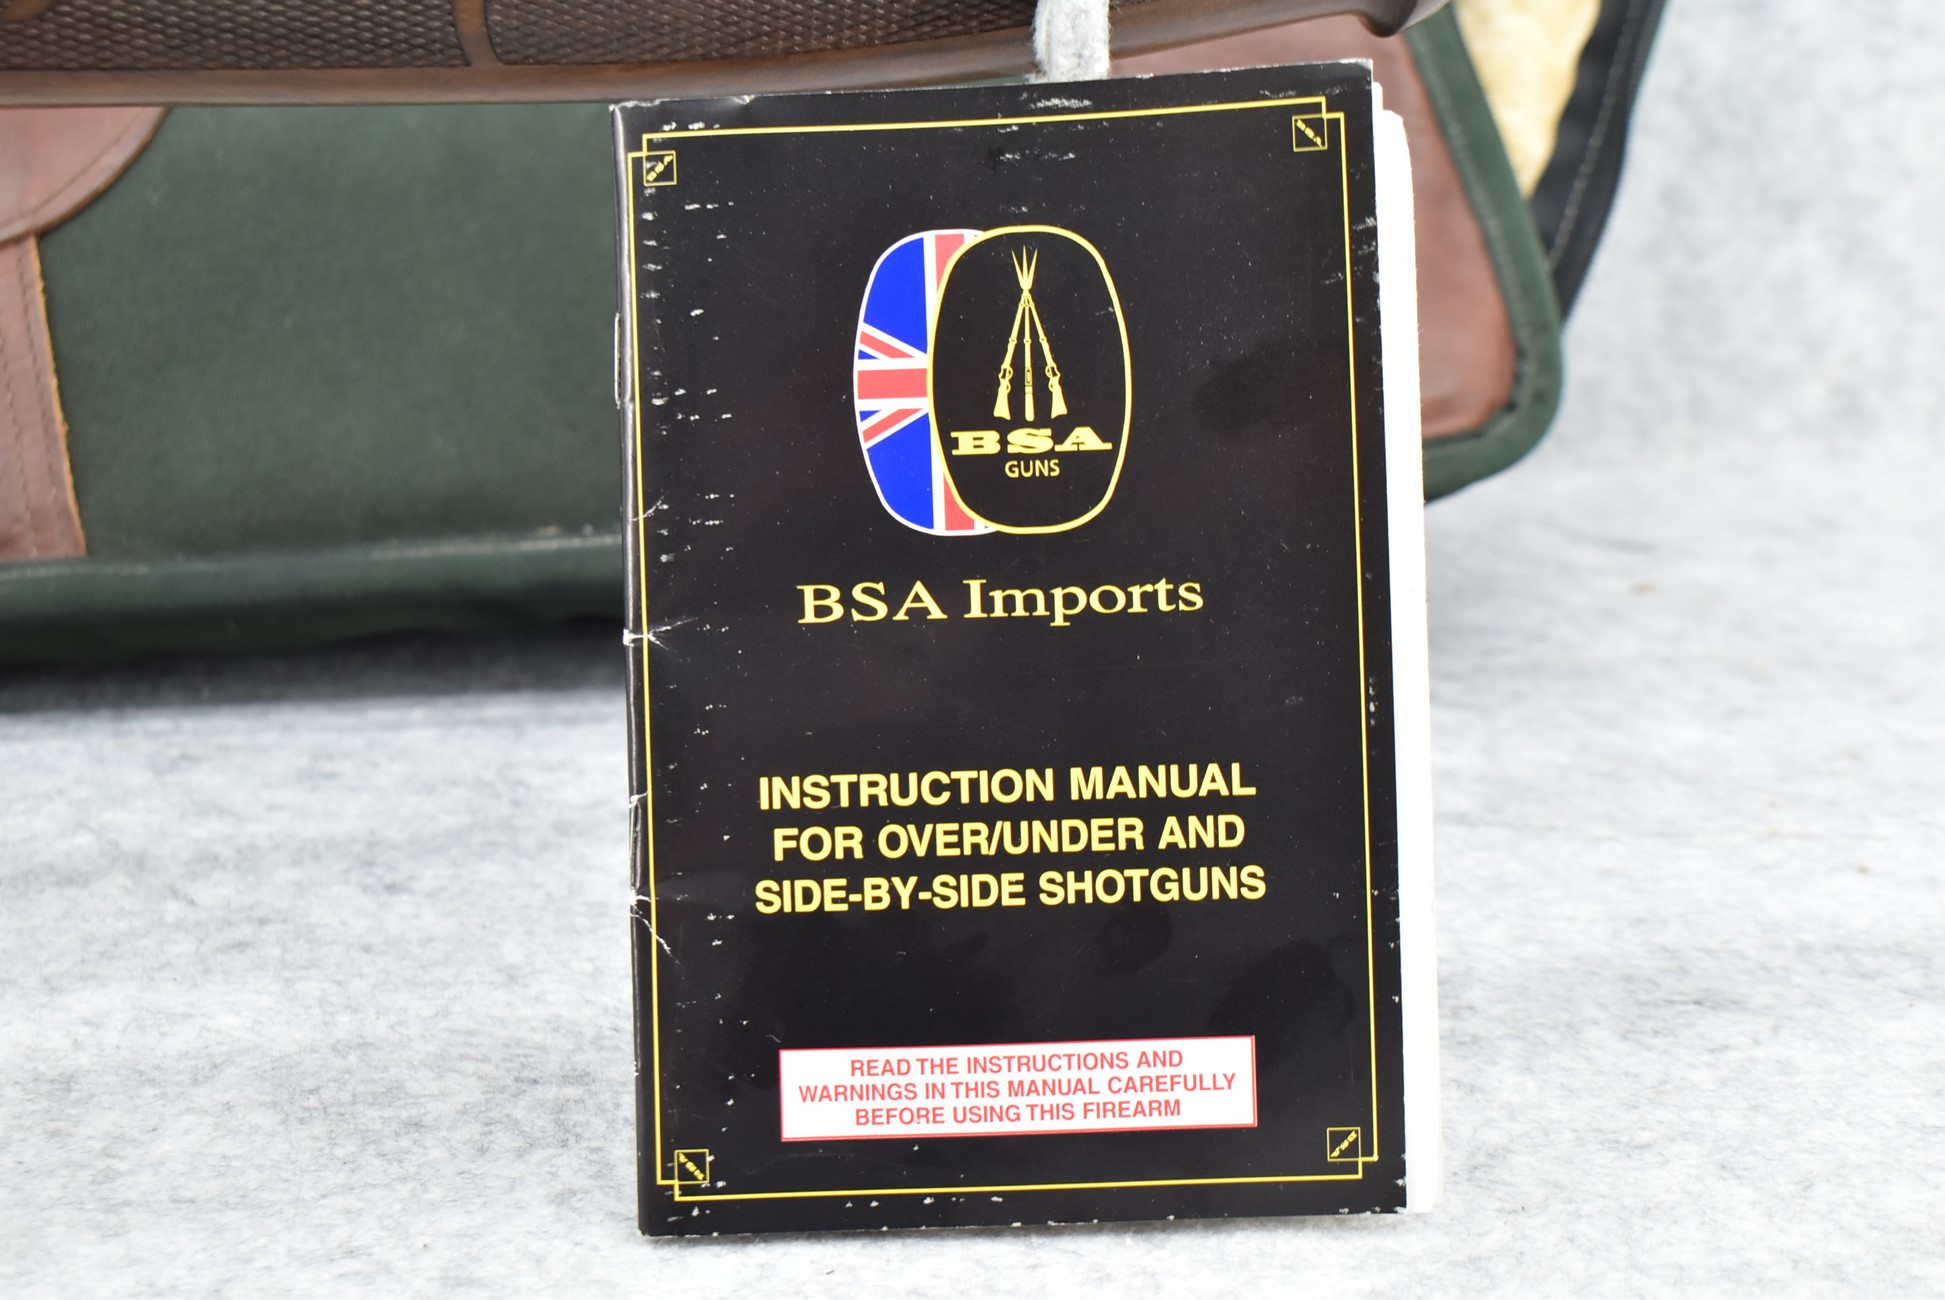 BSA
GUNS
BSA Imports
INSTRUCTION MANUAL
FOR OVER/UNDER AND
SIDE-BY-SIDE SHOTGUNS
READ THE INSTRUCTIONS AND
WARNINGS IN THIS MANUAL CAREFULLY
BEFORE USING THIS FIREARM